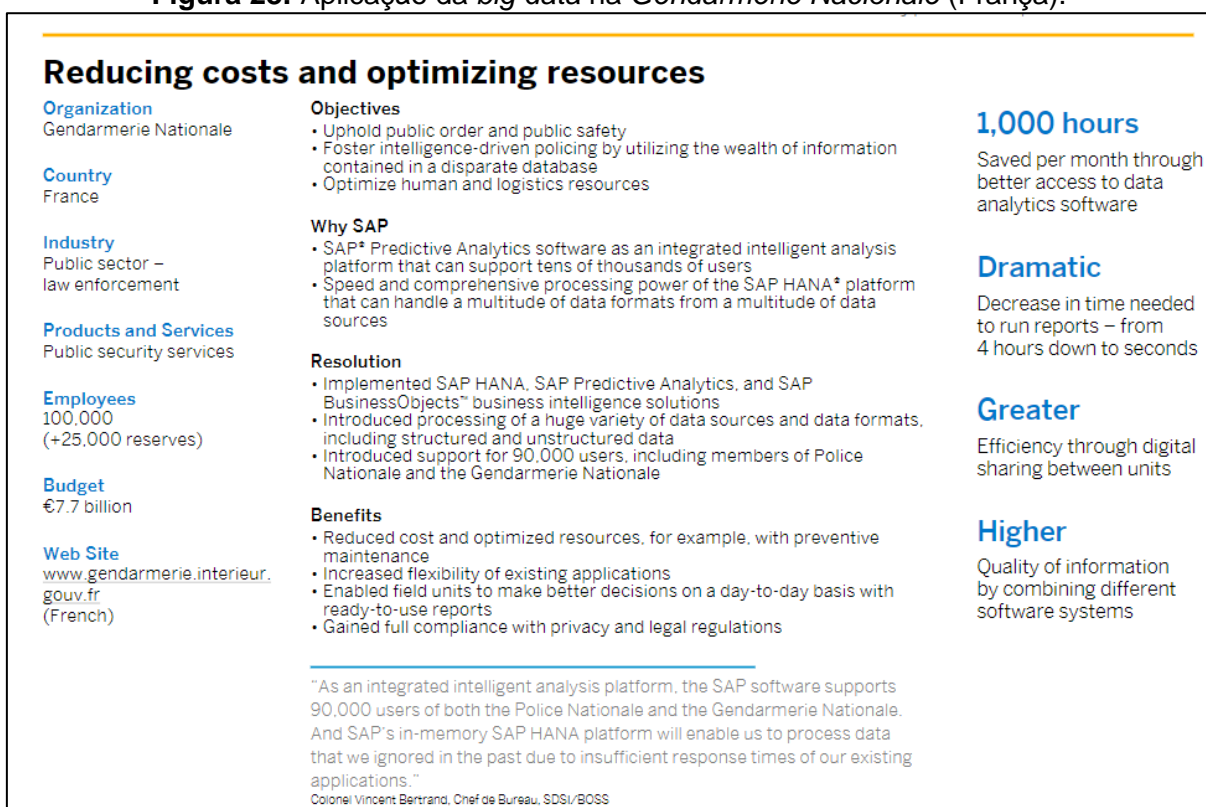 Figura Aplicação da big data na Gendarmerie Nacionale (França).
Reducing costs and optimizing resources
Organization
Gendarmerie Nationale
Country
France
Industry
Public sector –
law enforcement
Products and Services
Public security services
Employees
100,000
(+25,000 reserves)
Budget
€7.7 billion
Web Site
www.gendarmerie.interieur.
gouv.fr
(French)
Objectives
• Uphold public order and public safety
• Foster intelligence-driven policing by utilizing the wealth of information
contained in a disparate database
• Optimize human and logistics resources
Why SAP
• SAP® Predictive Analytics software as an integrated intelligent analysis
platform that can support tens of thousands of users
• Speed and comprehensive processing power of the SAP HANA® platform
that can handle a multitude of data formats from a multitude of data
sources
Resolution
• Implemented SAP HANA, SAP Predictive Analytics, and SAP
BusinessObjects™ business intelligence solutions
• Introduced processing of a huge variety of data sources and data formats,
including structured and unstructured data
• Introduced support for 90,000 users, including members of Police
Nationale and the Gendarmerie Nationale
Benefits
• Reduced cost and optimized resources, for example, with preventive
maintenance
• Increased flexibility of existing applications
• Enabled field units to make better decisions on a day-to-day basis with
ready-to-use reports
• Gained full compliance with privacy and legal regulations
"As an integrated intelligent analysis platform, the SAP software supports
90,000 users of both the Police Nationale and the Gendarmerie Nationale.
And SAP's in-memory SAP HANA platform will enable us to process data
that we ignored in the past due to insufficient response times of our existing
applications."
Colonel Vincent Bertrand, Chef de Bureau, SDSI/BOSS
1,000 hours
Saved per month through
better access to data
analytics software
Dramatic
Decrease in time needed
to run reports – from
4 hours down to seconds
Greater
Efficiency through digital
sharing between units
Higher
Quality of information
by combining different
software systems